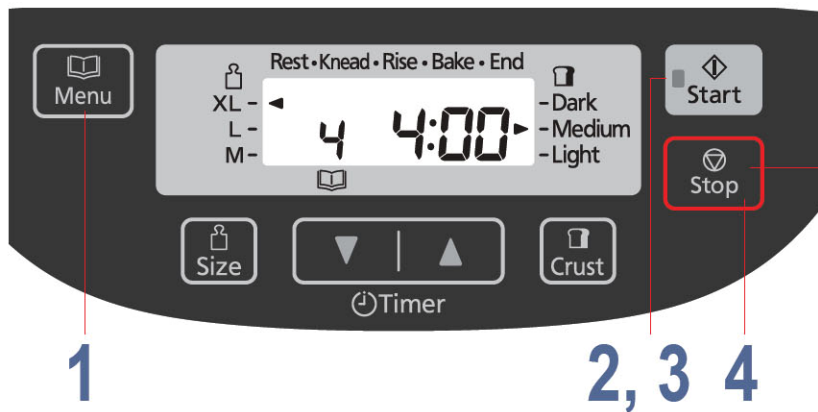 Menu
Rest•Knead•Rise•Bake•End
XL -
L -
M -
4 4:00
- Dark
- Medium
- Light
Start
Stop
Size
Timer
Crust
1
2, 3
4